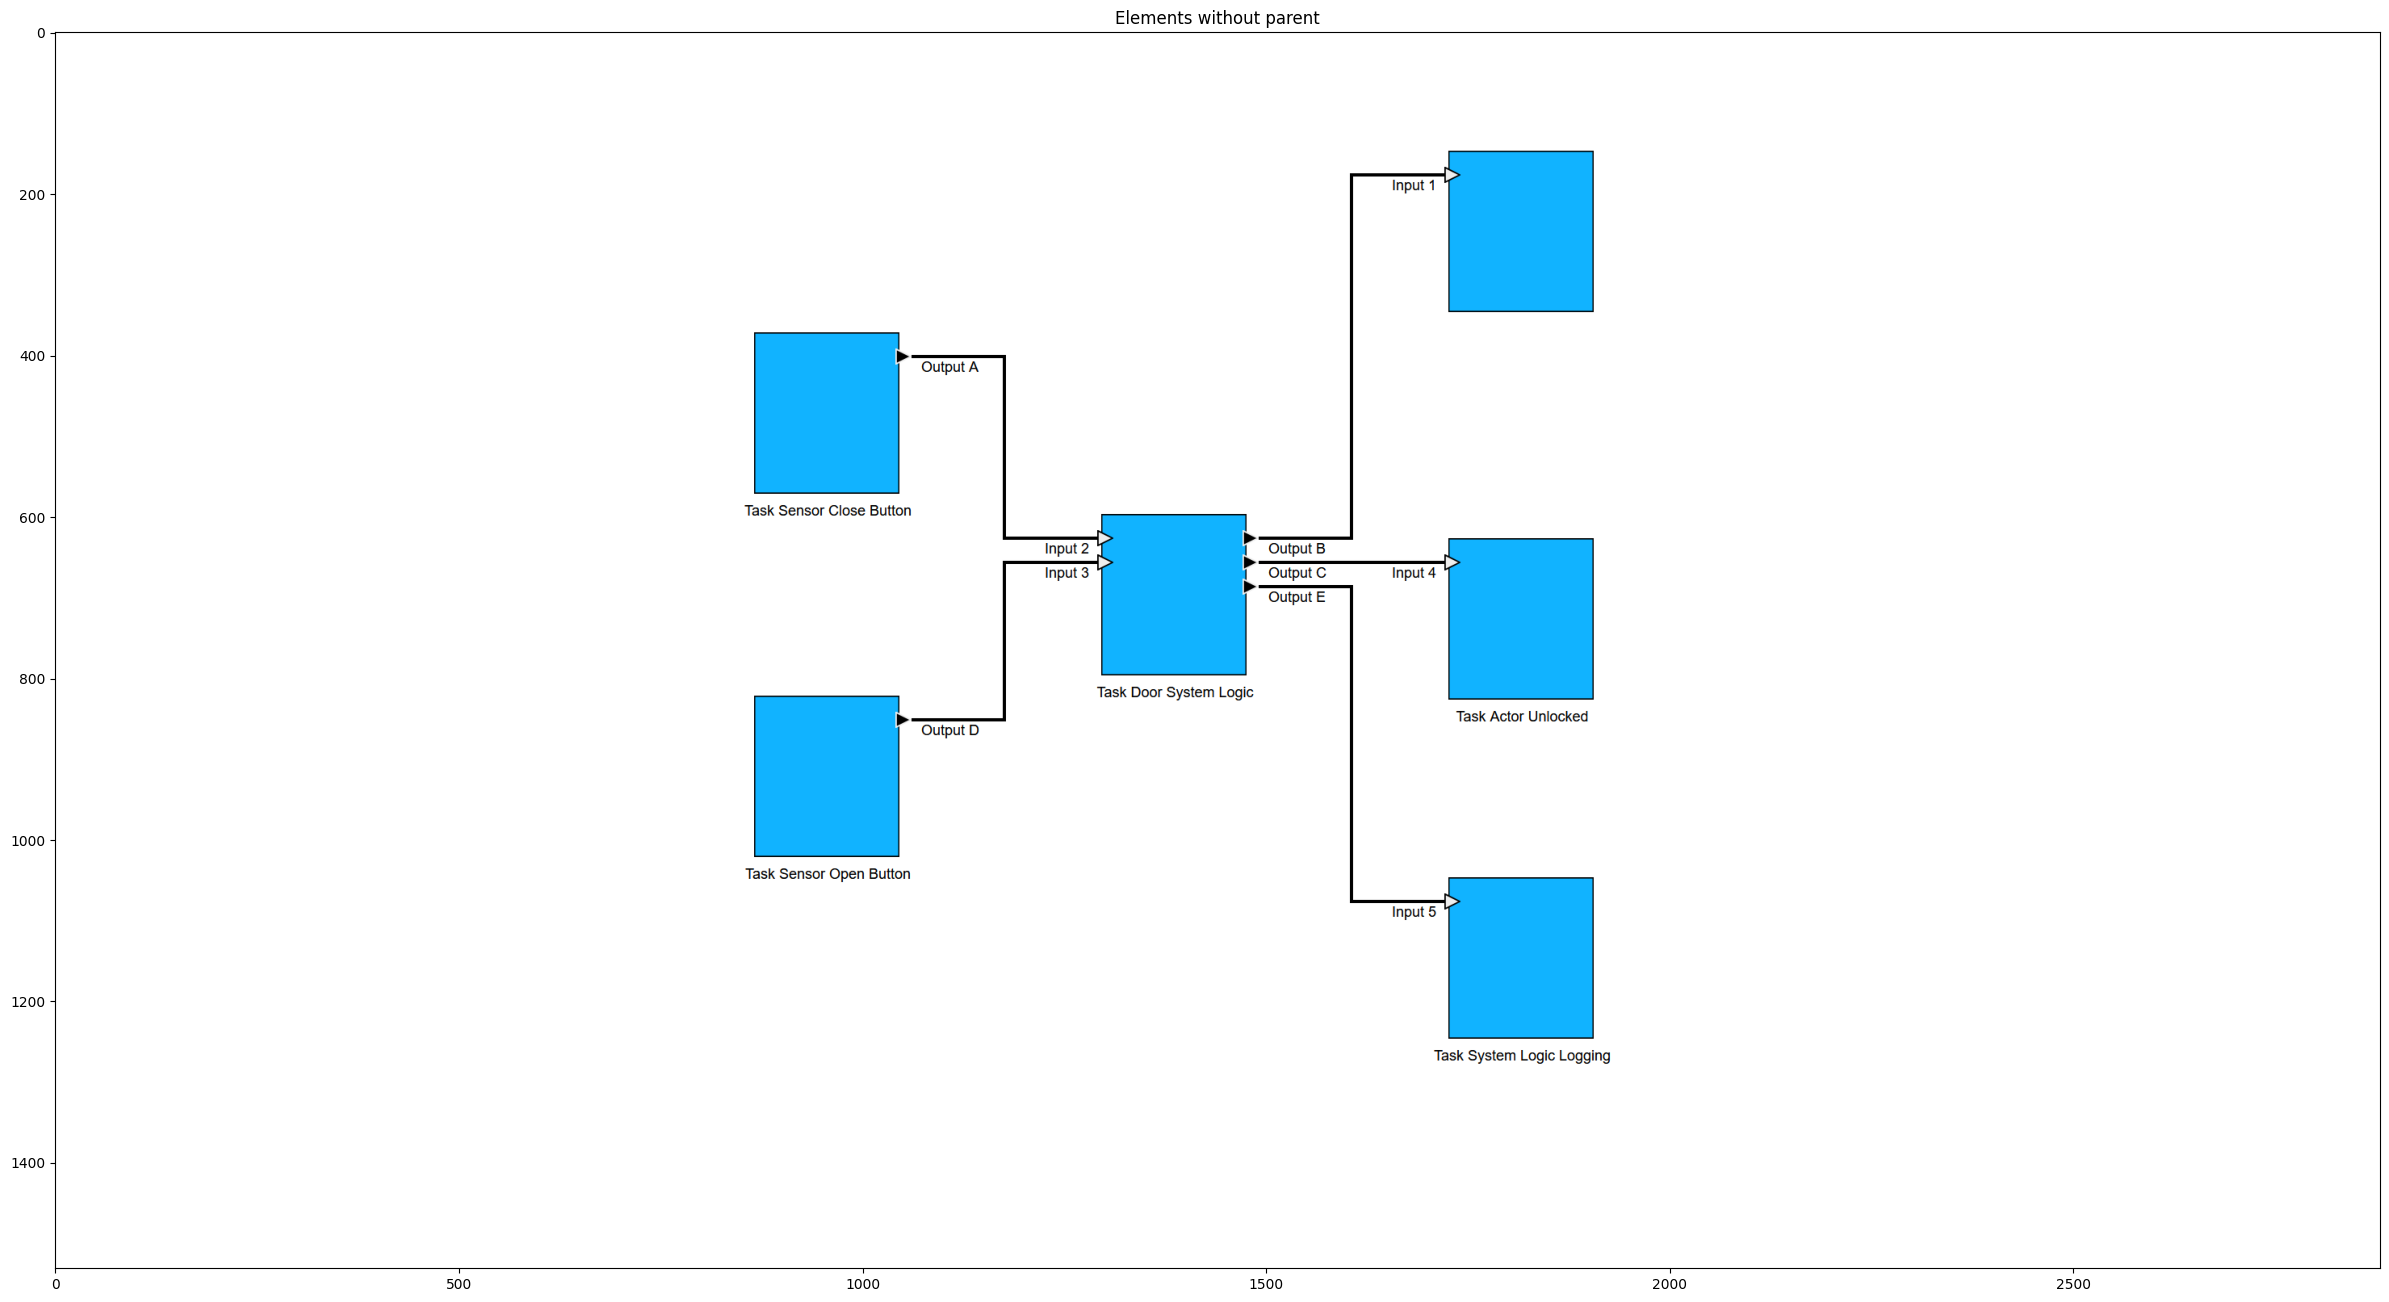 Elements without parent
0
200
400
600
800
1000
1200
1400
Input 1
Output A
Task Sensor Close Button
Input 2
Output B
Input 3
Output C
Input 4
Output E
Task Door System Logic
Task Actor Unlocked
Output D
Task Sensor Open Button
Input 5
Task System Logic Logging
0
500
1000
1500
2000
2500